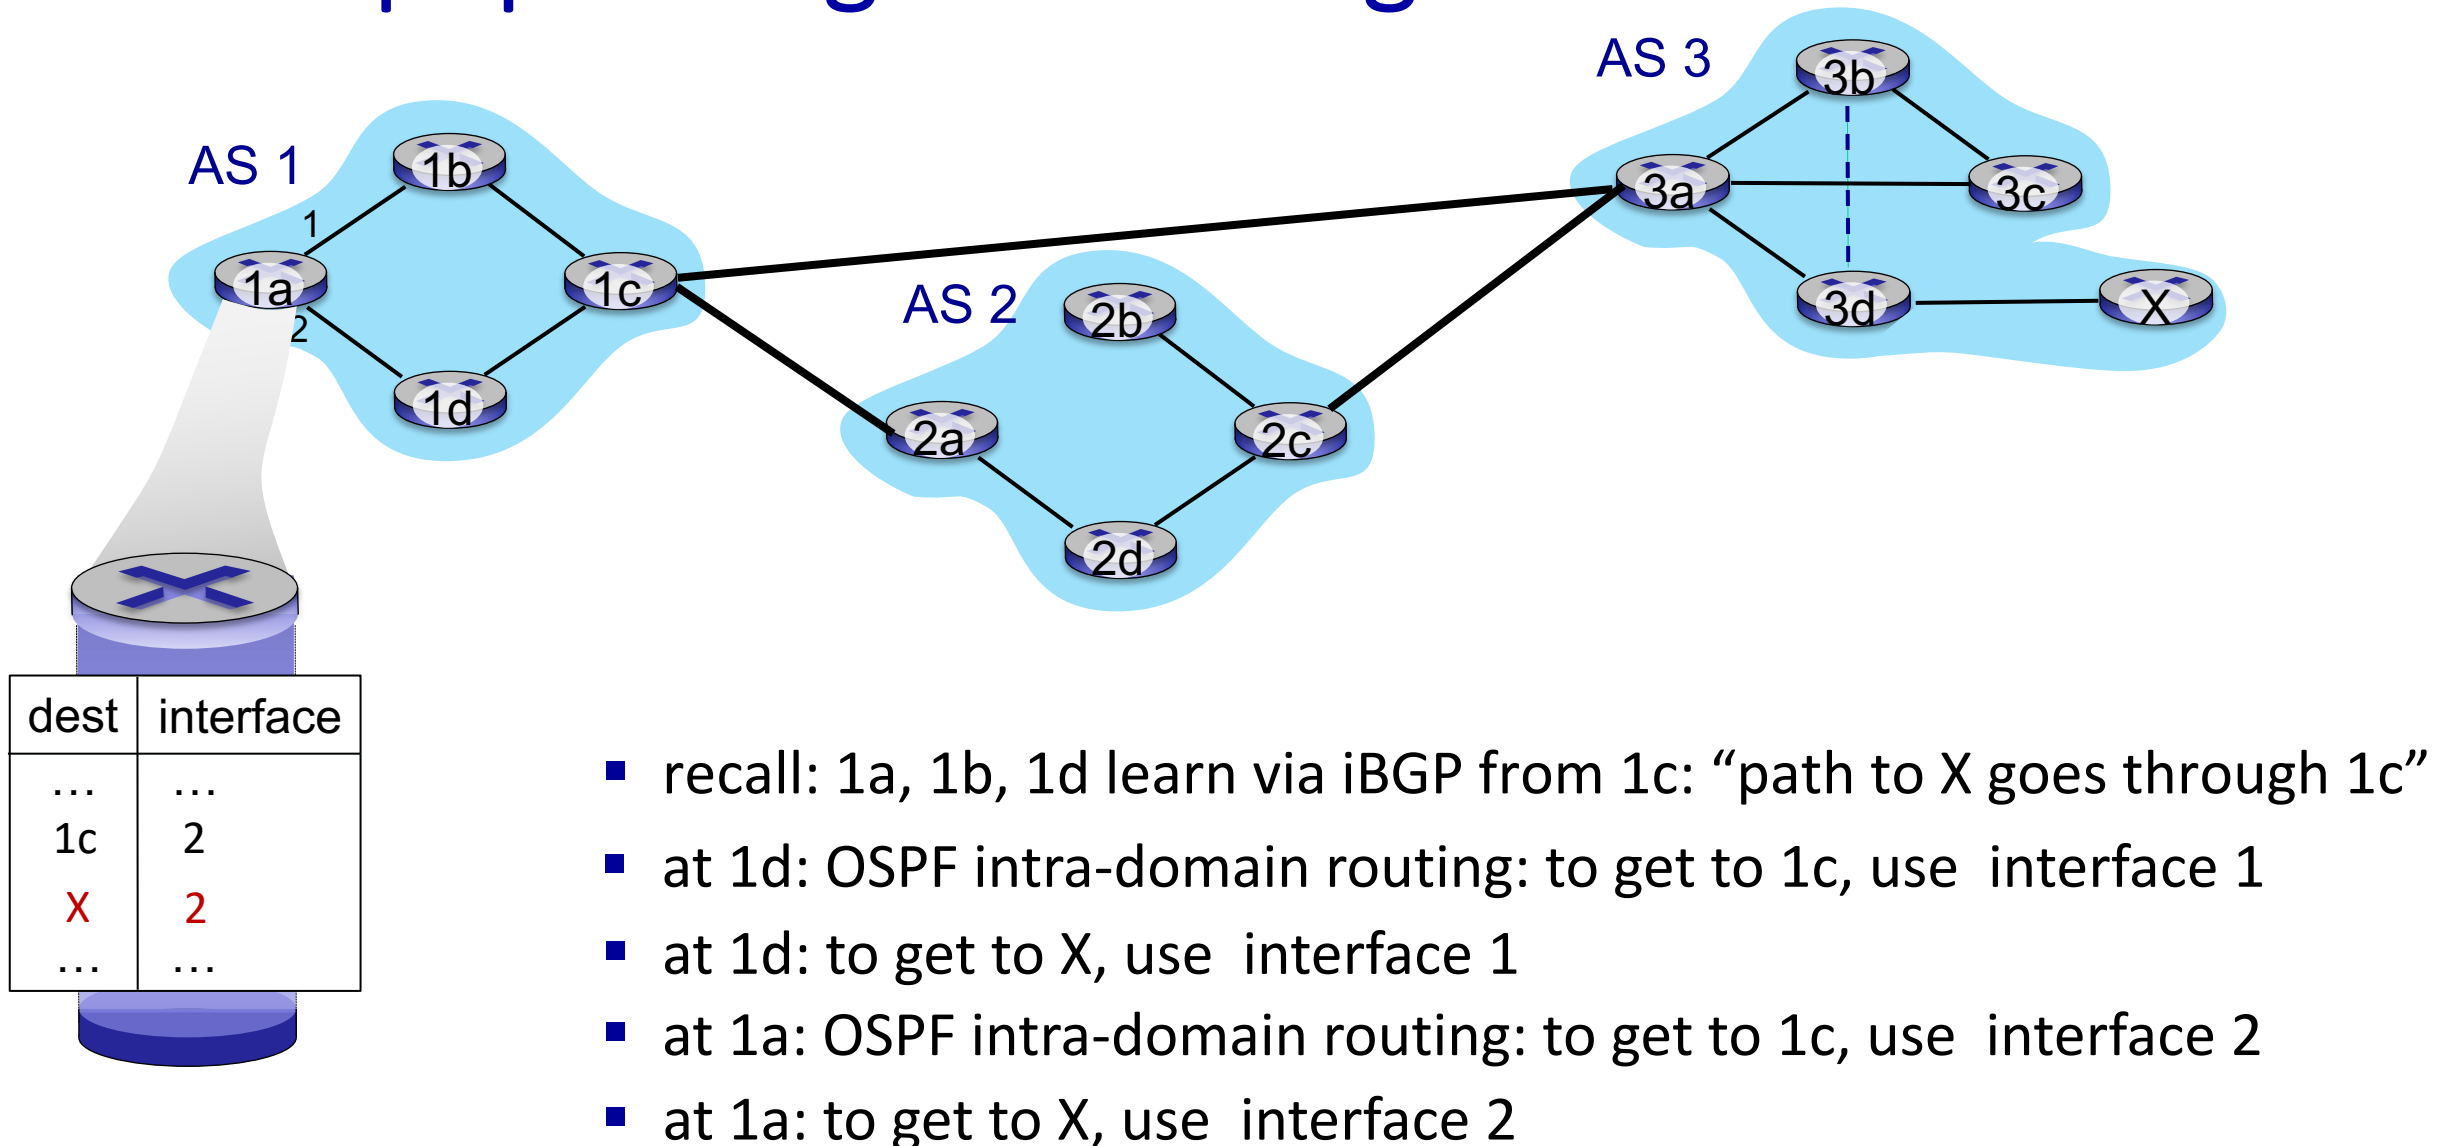 AS 3
3b
AS 1
1b
1
3a
3c
1a
1c
AS 2
2b
3d
X
2
1d
2a
2c
2d
dest interface
... ...
1c 2
X 2
... ...
▪ recall: 1a, 1b, 1d learn via iBGP from 1c: “path to X goes through 1c”
▪ at 1d: OSPF intra-domain routing: to get to 1c, use  interface 1
▪ at 1d: to get to X, use  interface 1
▪ at 1a: OSPF intra-domain routing: to get to 1c, use  interface 2
▪ at 1a: to get to X, use  interface 2